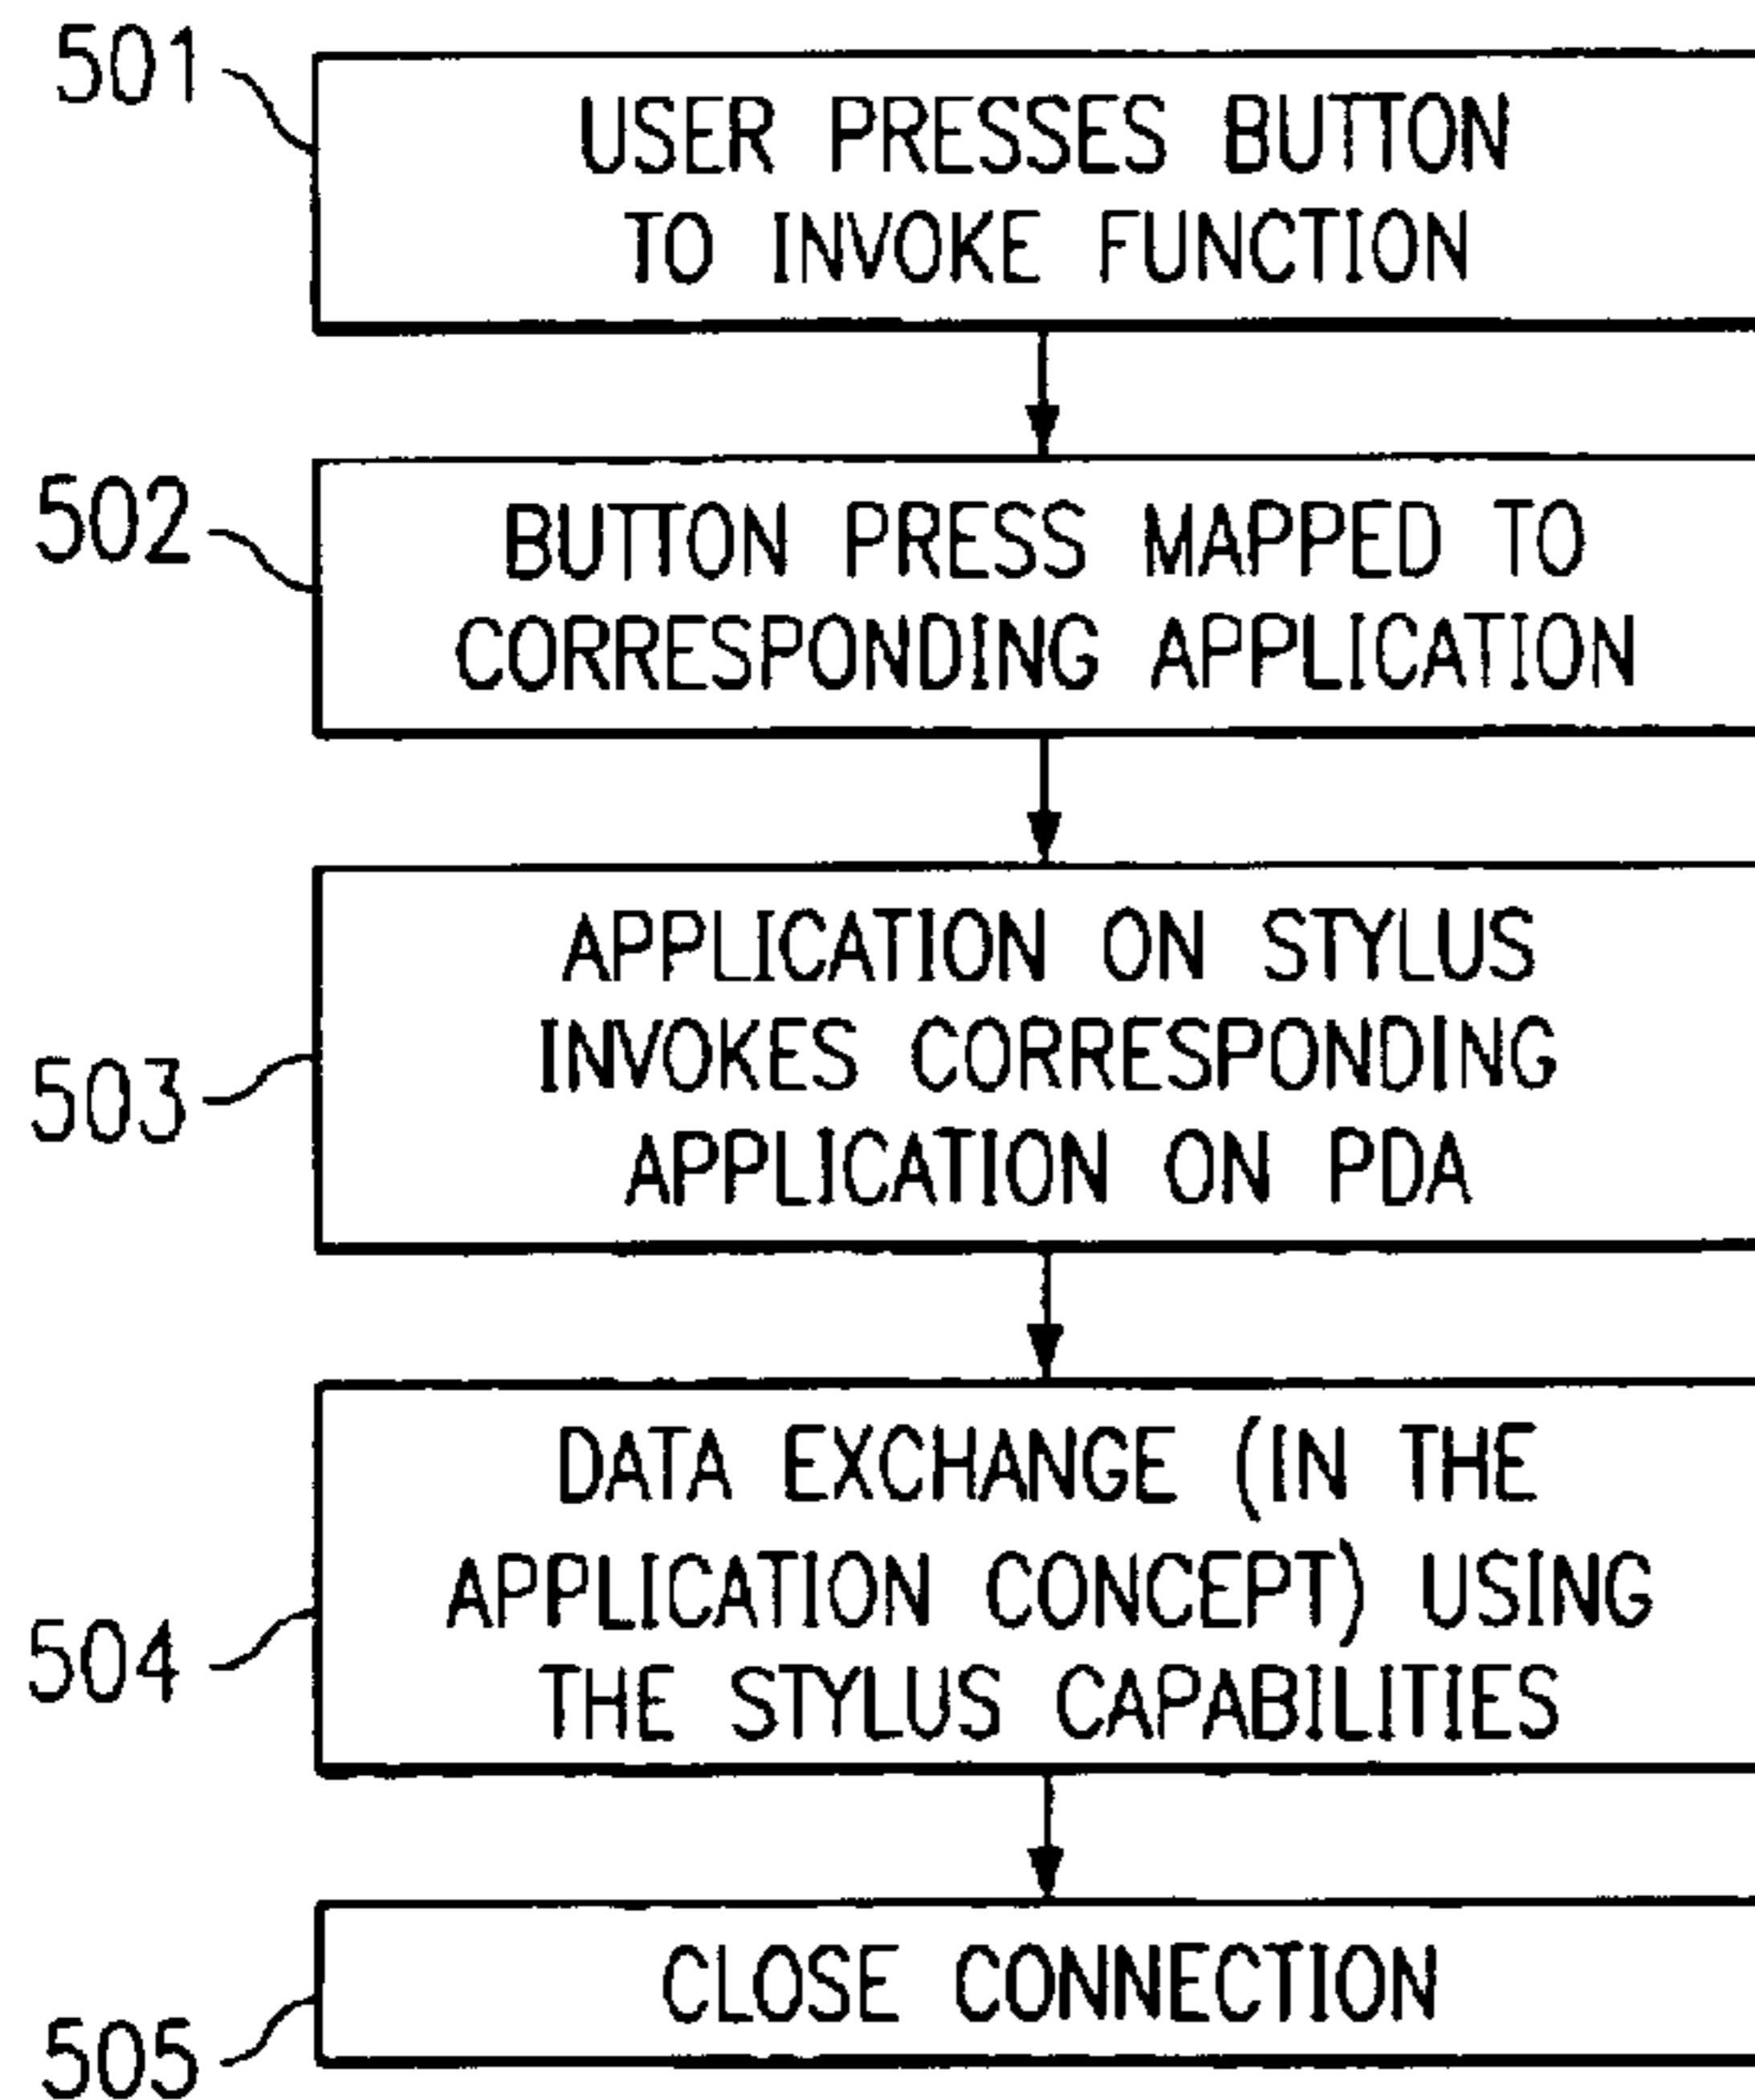 501
USER PRESSES BUTTON
TO INVOKE FUNCTION
502
BUTTON PRESS MAPPED TO
CORRESPONDING APPLICATION
503
APPLICATION ON STYLUS
INVOKES CORRESPONDING
APPLICATION ON PDA
504
DATA EXCHANGE (IN THE
APPLICATION CONCEPT) USING
THE STYLUS CAPABILITIES
505
CLOSE CONNECTION